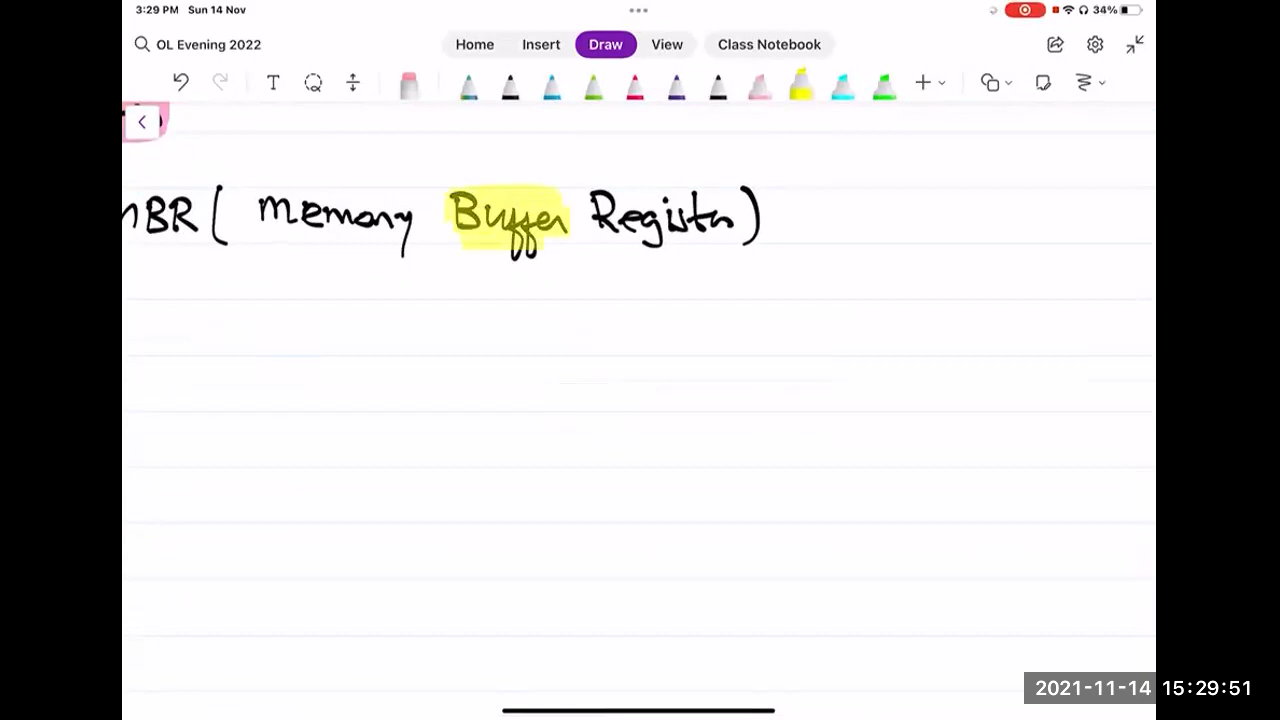 3:29 PM Sun 14 Nov
34%
OL Evening 2022
Home Insert Draw View Class Notebook
MBR ( Memory Buffer Register )
2021-11-14 15:29:51